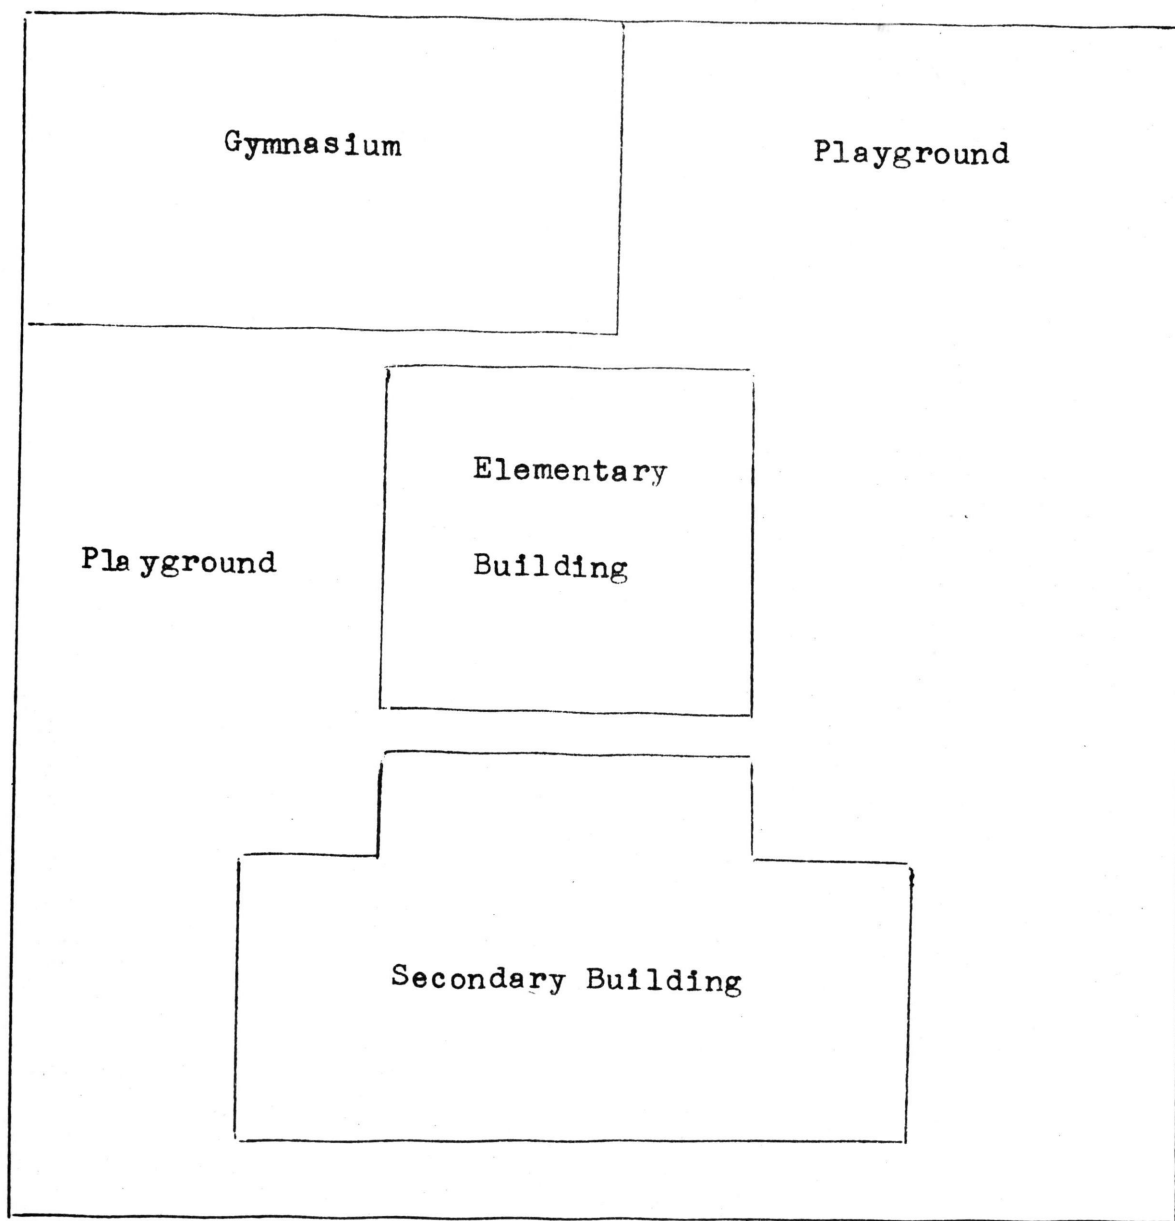 Gymnasium
Playground
Elementary
Building
Playground
Secondary Building